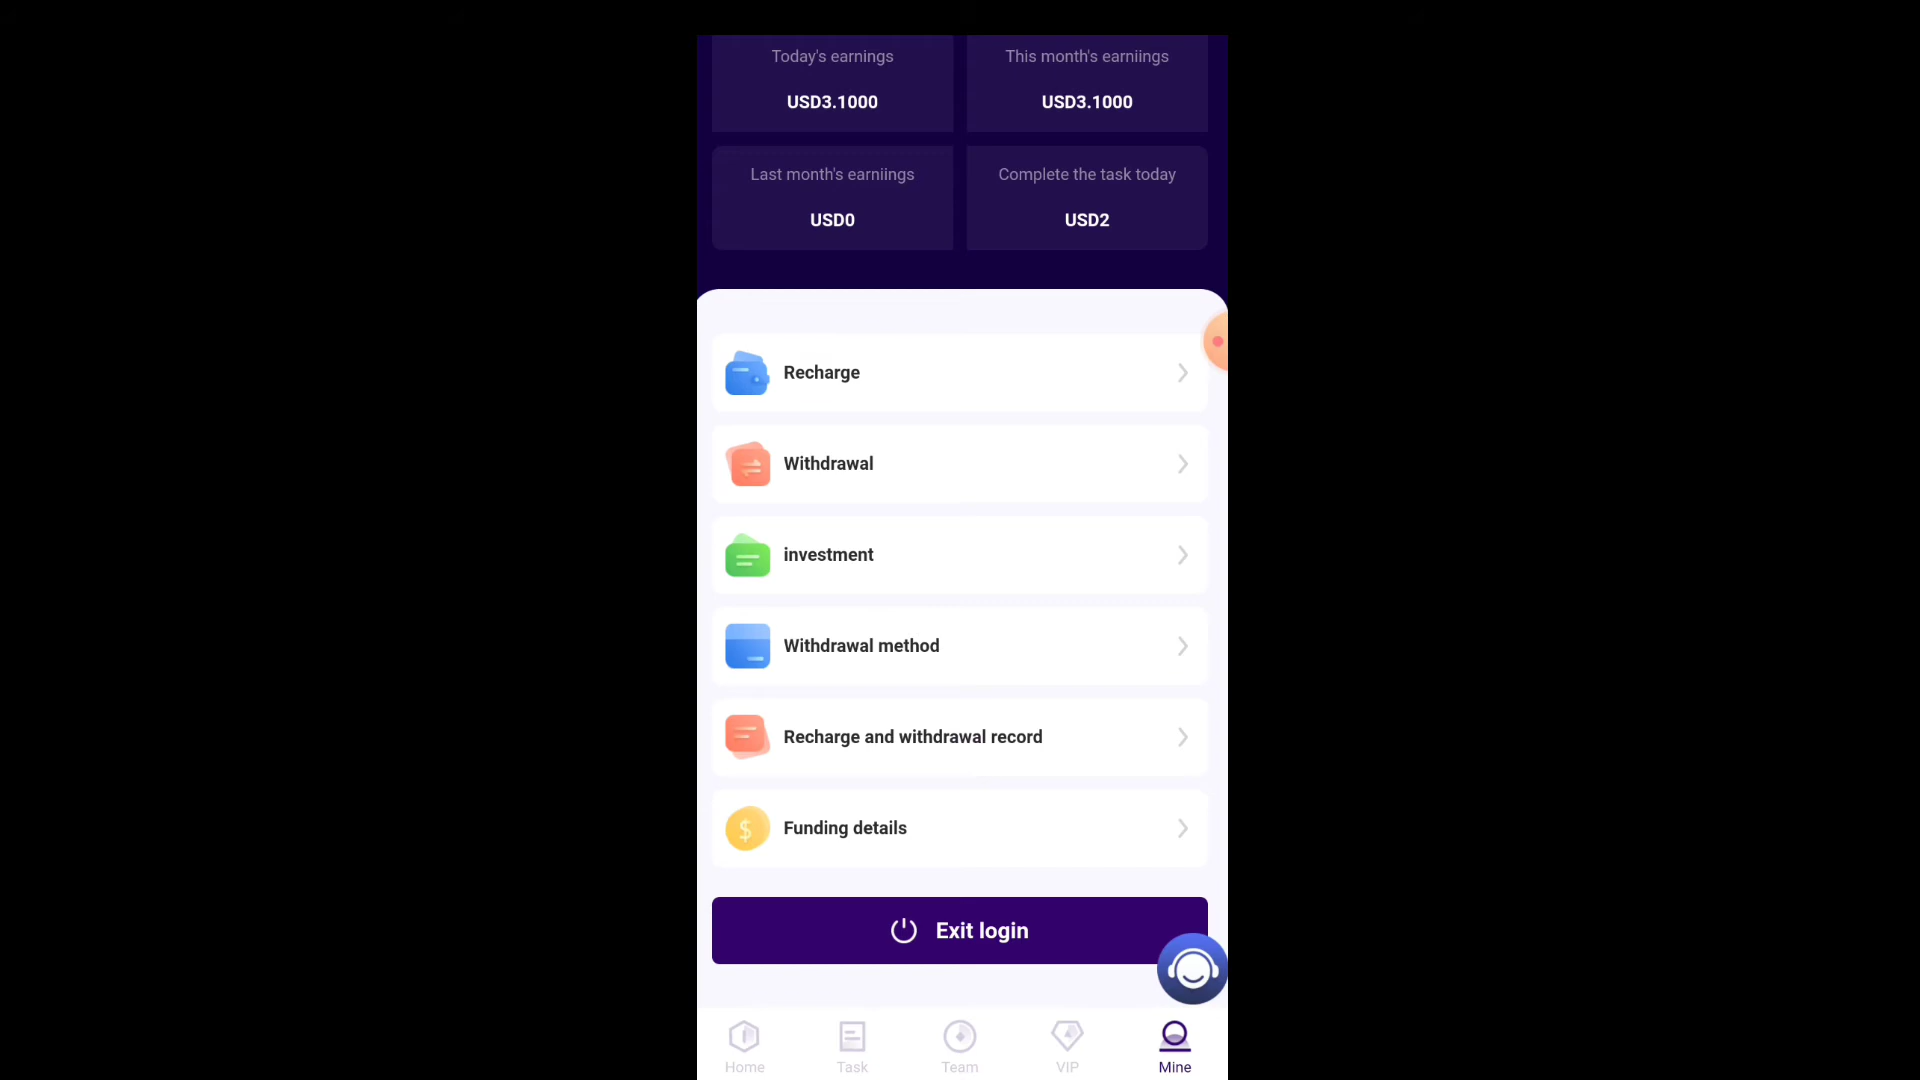 Today's earnings
This month's earniings
USD3.1000
USD3.1000
Last month's earniings
Complete the task today
USD0
USD2
Recharge
Withdrawal
investment
Withdrawal method
Recharge and withdrawal record
Funding details
Exit login
Home
Task
Team
VIP
Mine